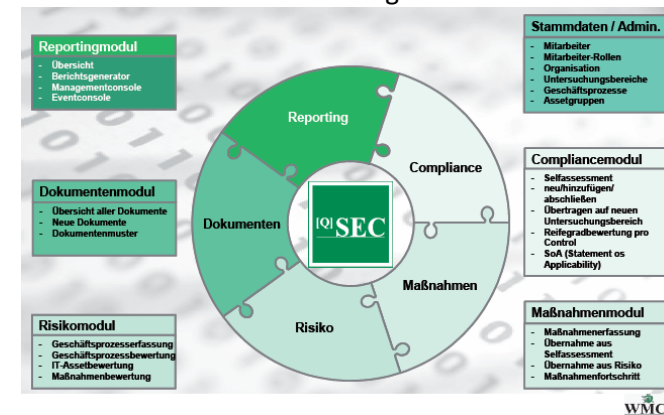 Reportingmodul
- Übersicht
- Berichtsgenerator
- Managementconsole
- Eventconsole
Dokumentenmodul
- Übersicht aller Dokumente
- Neue Dokumente
- Dokumentenmuster
Risikomodul
- Geschäftsprozesserfassung
- Geschäftsprozessbewertung
- IT-Assetbewertung
- Maßnahmenbewertung
Reporting
Compliance
Dokumenten
[Q]SEC
Maßnahmen
Risiko
Stammdaten / Admin.
- Mitarbeiter
- Mitarbeiter-Rollen
- Organisation
- Untersuchungsbereiche
- Geschäftsprozesse
- Assetgruppen
Compliancemodul
- Selfassessment
- neu/hinzufügen/
abschließen
- Übertragen auf neuen
Untersuchungsbereich
- Reifegradbewertung pro
Control
- SoA (Statement os
Applicability)
Maßnahmenmodul
- Maßnahmenerfassung
- Übernahme aus
Selfassessment
- Übernahme aus Risiko
- Maßnahmenfortschritt
WMC